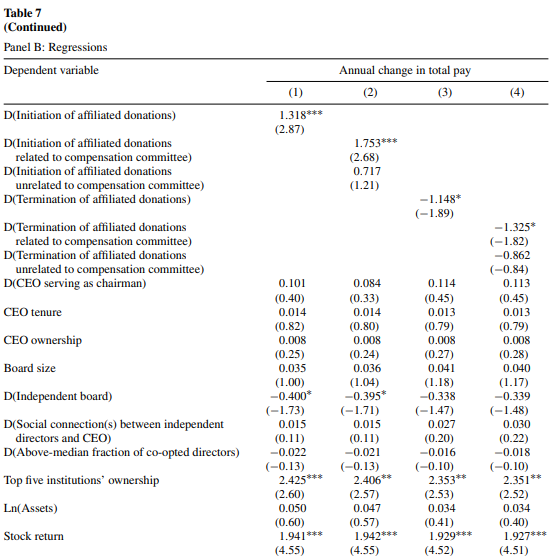 Table 7
(Continued)
Panel B: Regressions
Dependent variable Annual change in total pay
(1) (2) (3) (4)
D(Initiation of affiliated donations) 1.318***
(2.87)
D(Initiation of affiliated donations 1.753***
related to compensation committee) (2.68)
D(Initiation of affiliated donations 0.717
unrelated to compensation committee) (1.21)
D(Termination of affiliated donations) −1.148*
(−1.89)
D(Termination of affiliated donations −1.325*
related to compensation committee) (−1.82)
D(Termination of affiliated donations −0.862
unrelated to compensation committee) (−0.84)
D(CEO serving as chairman) 0.101 0.084 0.114 0.113
(0.40) (0.33) (0.45) (0.45)
CEO tenure 0.014 0.014 0.013 0.013
(0.82) (0.80) (0.79) (0.79)
CEO ownership 0.008 0.008 0.008 0.008
(0.25) (0.24) (0.27) (0.28)
Board size 0.035 0.036 0.041 0.040
(1.00) (1.04) (1.18) (1.17)
D(Independent board) −0.400* −0.395* −0.338 −0.339
(−1.73) (−1.71) (−1.47) (−1.48)
D(Social connection(s) between independent 0.015 0.015 0.027 0.030
directors and CEO) (0.11) (0.11) (0.20) (0.22)
D(Above-median fraction of co-opted directors) −0.022 −0.021 −0.016 −0.018
(−0.13) (−0.13) (−0.10) (−0.10)
Top five institutions' ownership 2.425*** 2.406** 2.353** 2.351**
(2.60) (2.57) (2.53) (2.52)
Ln(Assets) 0.050 0.047 0.034 0.034
(0.60) (0.57) (0.41) (0.40)
Stock return 1.941*** 1.942*** 1.929*** 1.927***
(4.55) (4.55) (4.52) (4.51)